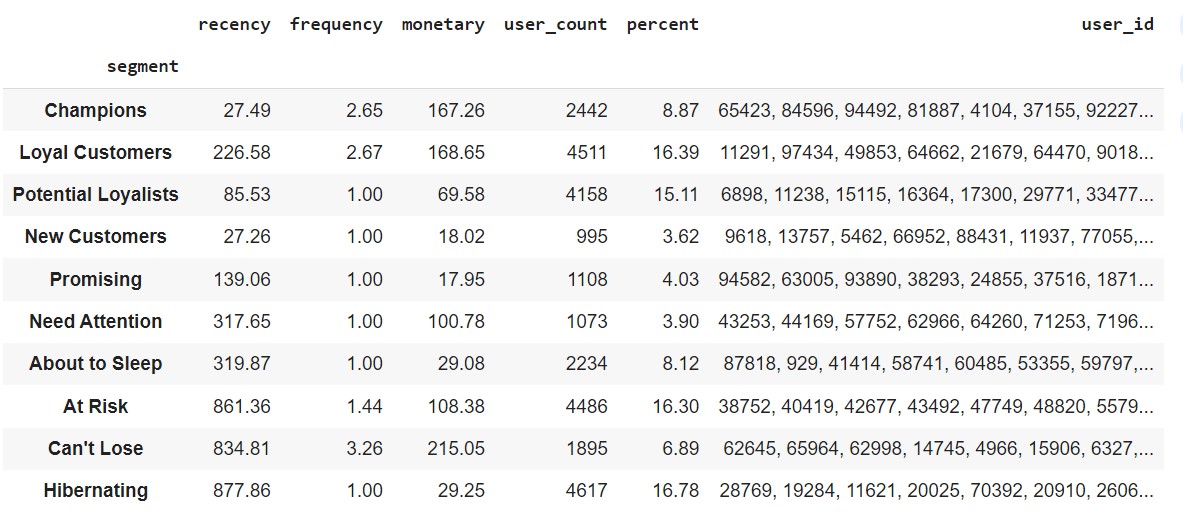 recency frequency monetary user_count percent user_id
segment
Champions 27.49 2.65 167.26 2442 8.87 65423, 84596, 94492, 81887, 4104, 37155, 92227...
Loyal Customers 226.58 2.67 168.65 4511 16.39 11291, 97434, 49853, 64662, 21679, 64470, 9018...
Potential Loyalists 85.53 1.00 69.58 4158 15.11 6898, 11238, 15115, 16364, 17300, 29771, 33477...
New Customers 27.26 1.00 18.02 995 3.62 9618, 13757, 5462, 66952, 88431, 11937, 77055,...
Promising 139.06 1.00 17.95 1108 4.03 94582, 63005, 93890, 38293, 24855, 37516, 1871...
Need Attention 317.65 1.00 100.78 1073 3.90 43253, 44169, 57752, 62966, 64260, 71253, 7196...
About to Sleep 319.87 1.00 29.08 2234 8.12 87818, 929, 41414, 58741, 60485, 53355, 59797,...
At Risk 861.36 1.44 108.38 4486 16.30 38752, 40419, 42677, 43492, 47749, 48820, 5579...
Can't Lose 834.81 3.26 215.05 1895 6.89 62645, 65964, 62998, 14745, 4966, 15906, 6327,...
Hibernating 877.86 1.00 29.25 4617 16.78 28769, 19284, 11621, 20025, 70392, 20910, 2606...